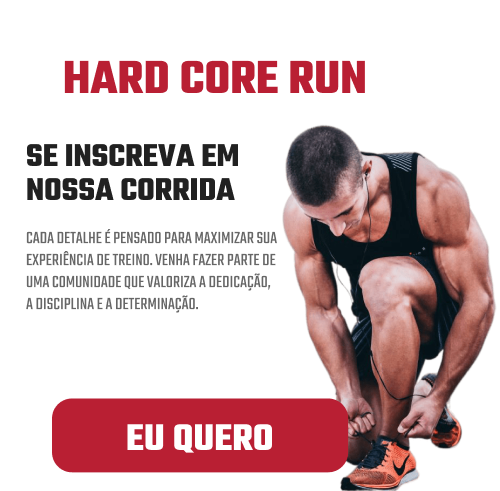 HARD CORE RUN
SE INSCREVA EM
NOSSA CORRIDA
CADA DETALHE É PENSADO PARA MAXIMIZAR SUA
EXPERIÊNCIA DE TREINO. VENHA FAZER PARTE DE
UMA COMUNIDADE QUE VALORIZA A DEDICAÇÃO,
A DISCIPLINA E A DETERMINAÇÃO.
EU QUERO